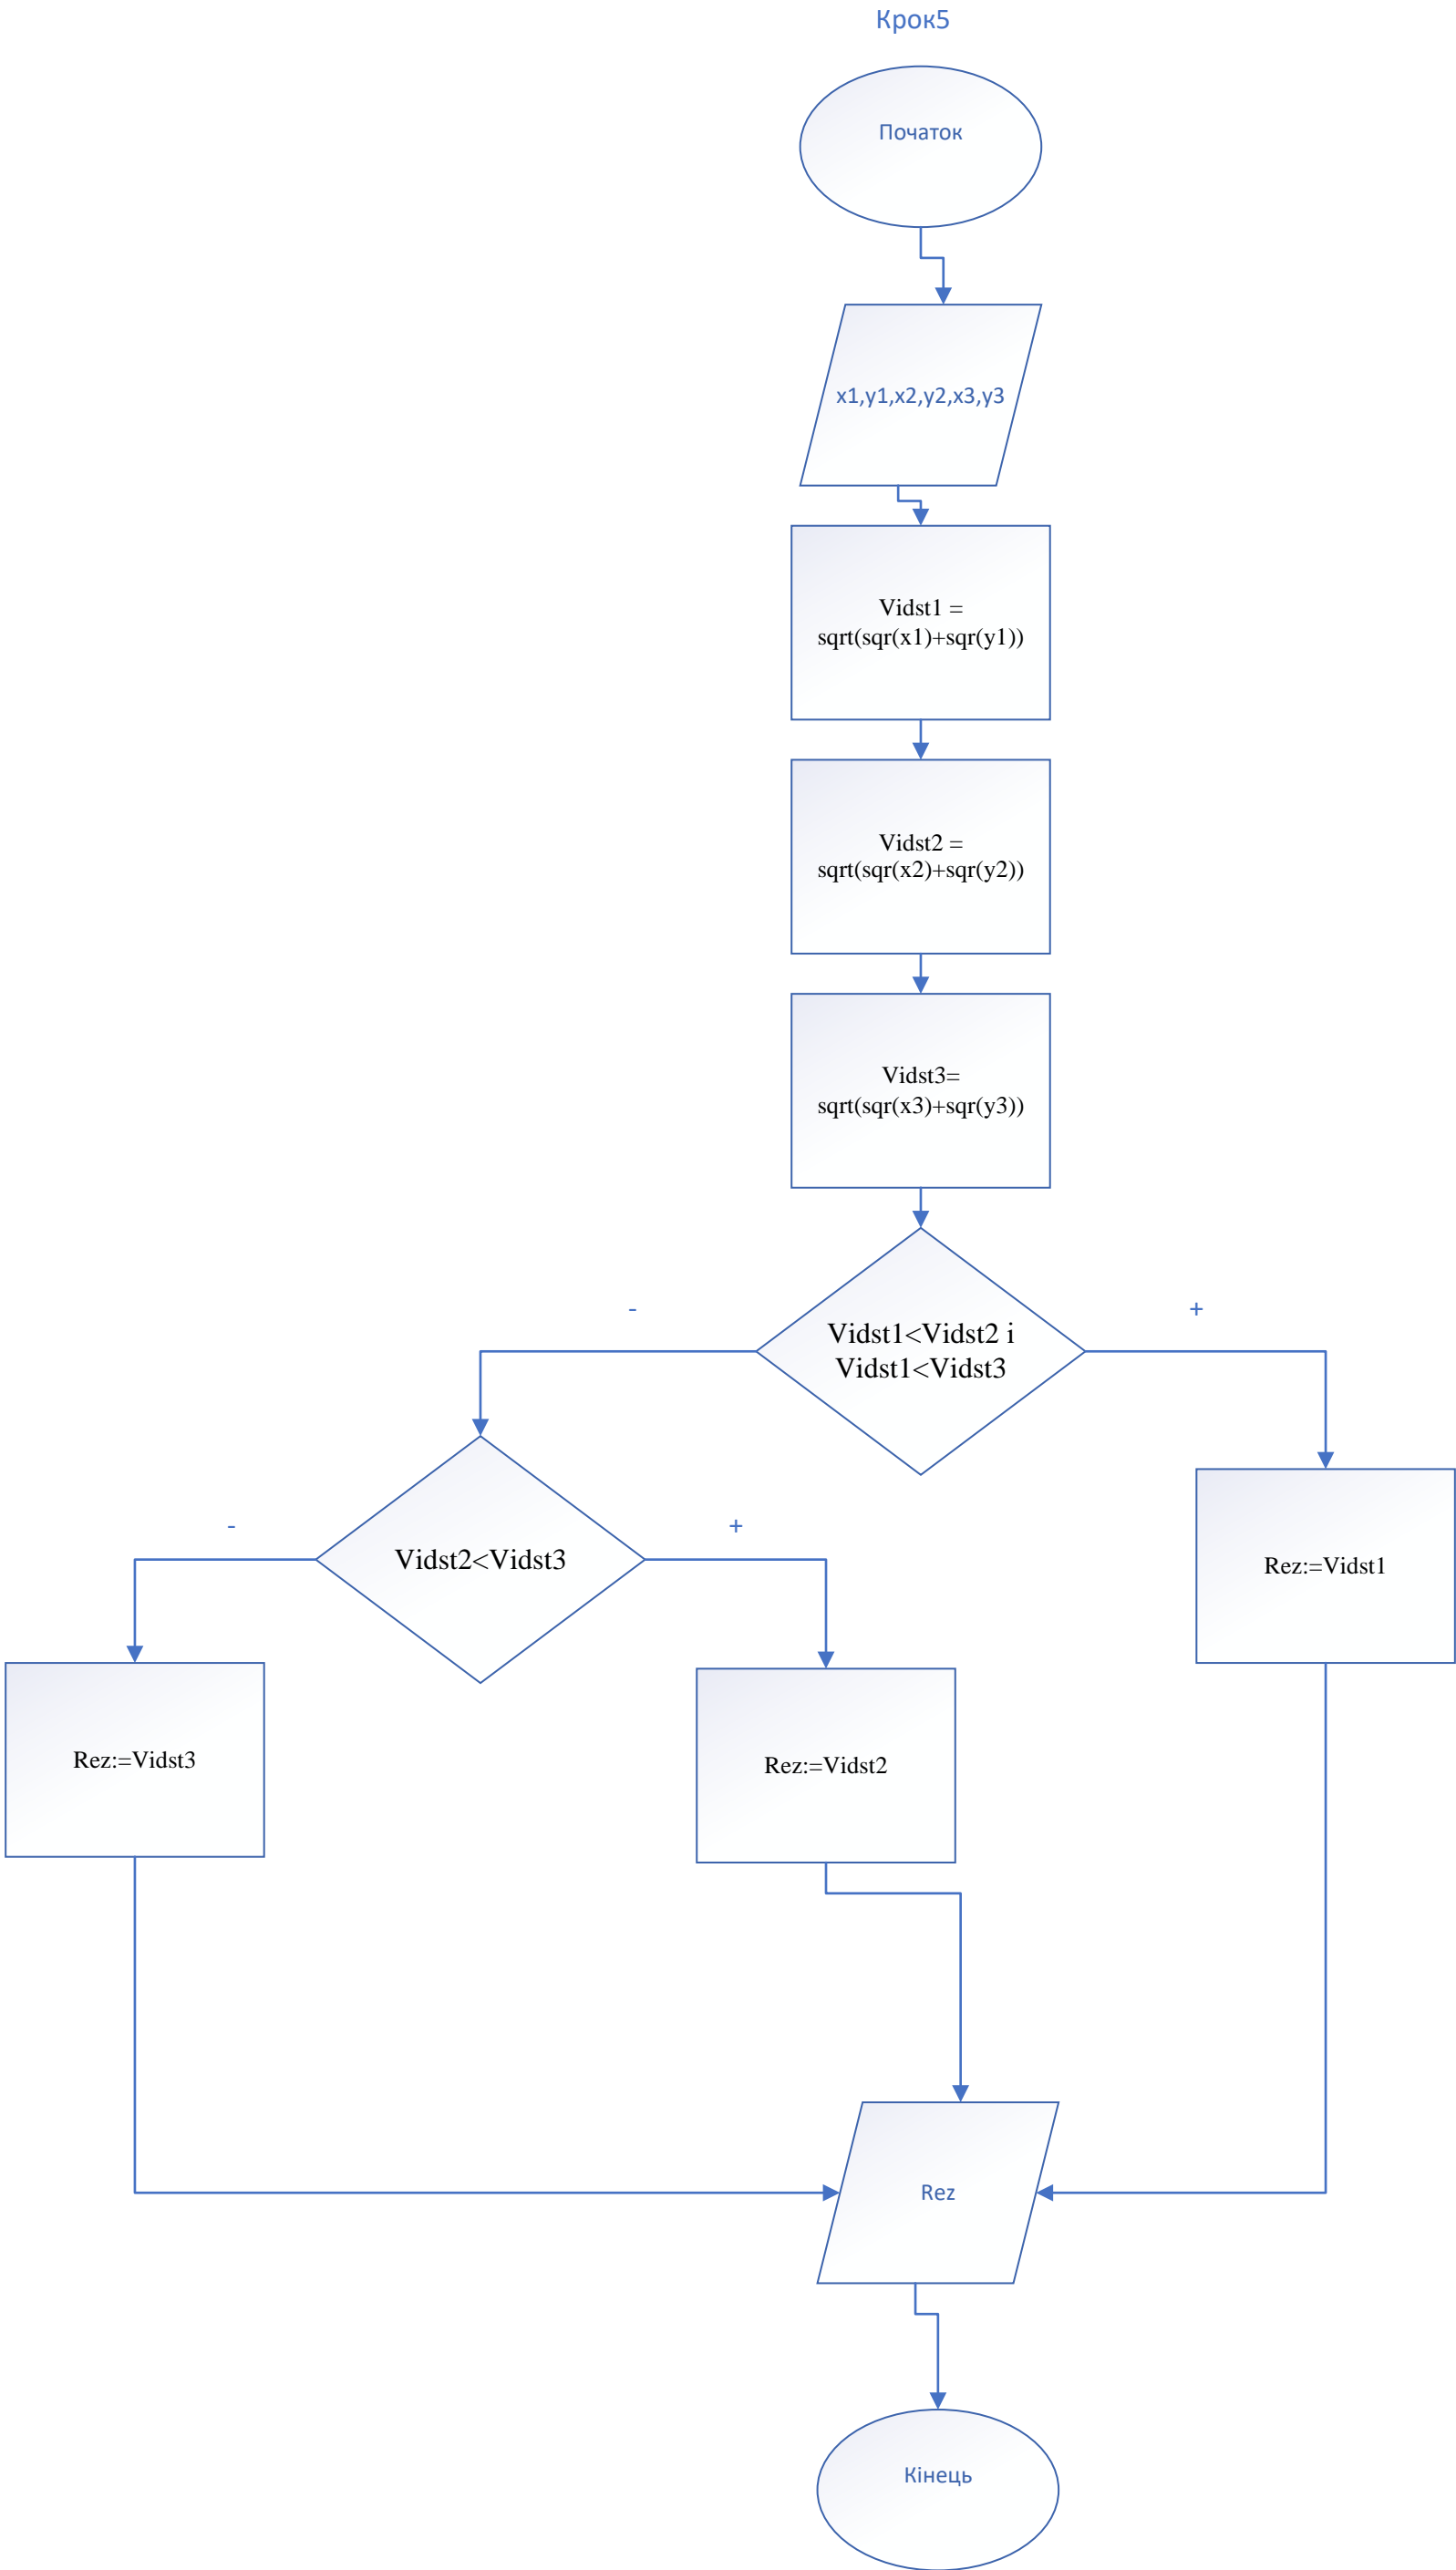 Крок5
Початок
x1,y1,x2,y2,x3,y3
Vidst1 =
sqrt(sqr(x1)+sqr(y1))
Vidst2 =
sqrt(sqr(x2)+sqr(y2))
Vidst3=
sqrt(sqr(x3)+sqr(y3))
-
+
Vidst1<Vidst2 і
Vidst1<Vidst3
-
+
Vidst2<Vidst3
Rez:=Vidst1
Rez:=Vidst3
Rez:=Vidst2
Rez
Кінець